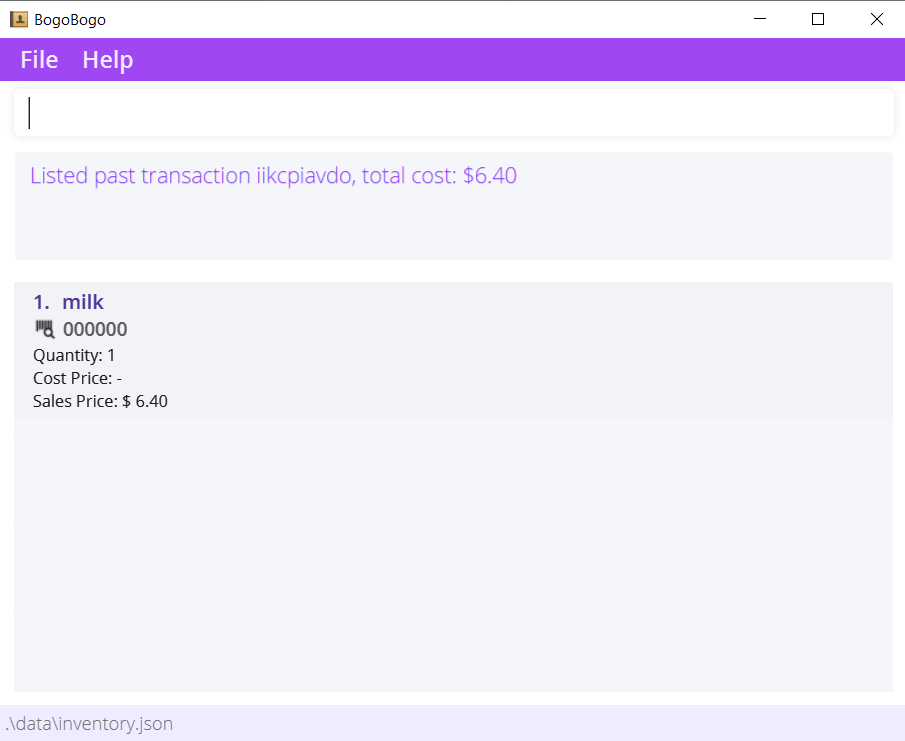 BogoBogo
File Help
Listed past transaction iikcpiavdo, total cost: $6.40
1. milk
000000
Quantity: 1
Cost Price: -
Sales Price: $ 6.40
.\data\inventory.json